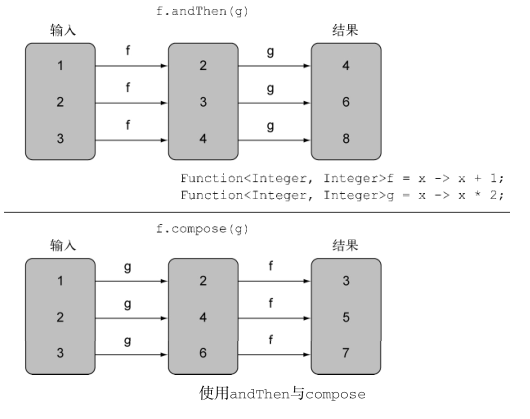 f.andThen(g)
输入 结果
f g
1 2 4
f g
2 3 6
f g
3 4 8
Function<Integer, Integer>f = x -> x + 1;
Function<Integer, Integer>g = x -> x * 2;
f.compose(g)
输入 结果
g f
1 2 3
g f
2 4 5
g f
3 6 7
使用andThen与compose